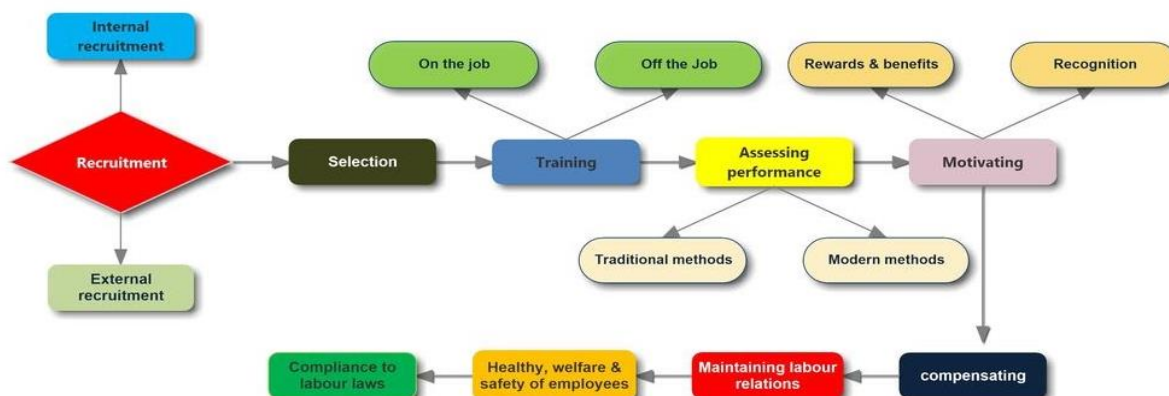 Internal
recruitment
On the job
Off the Job
Rewards & benefits
Recognition
Recruitment
Selection
Training
Assessing
performance
Motivating
External
recruitment
Traditional methods
Modern methods
Compliance to
labour laws
Healthy, welfare &
safety of employees
Maintaining labour
relations
compensating